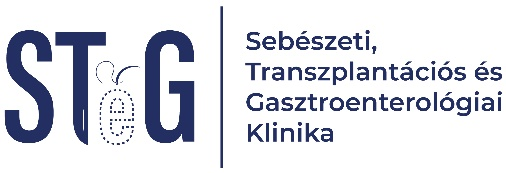 STéG
Sebészeti,
Transzplantációs és
Gasztroenterológiai
Klinika